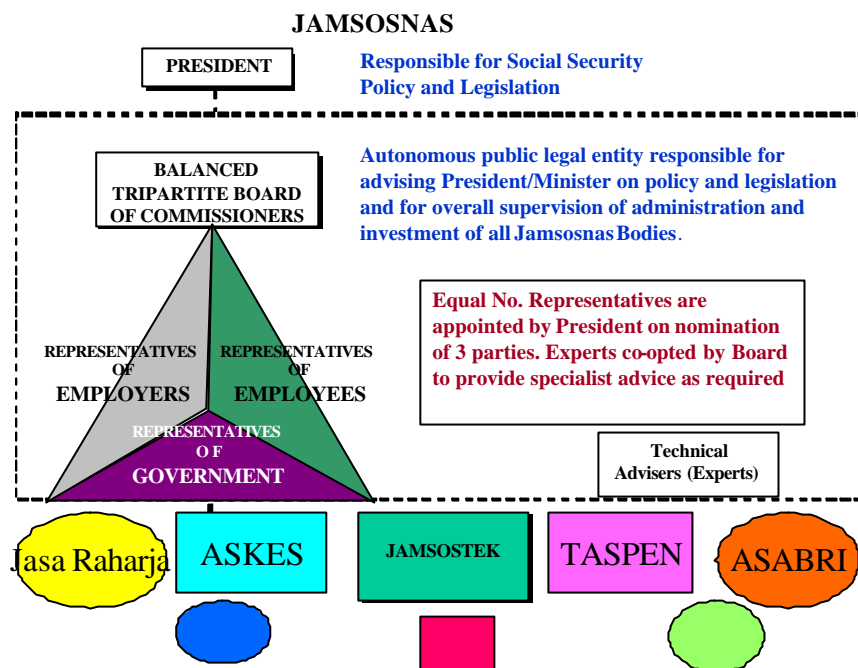 JAMSOSNAS
PRESIDENT
Responsible for Social Security
Policy and Legislation
BALANCED
TRIPARTITE BOARD
OF COMMISSIONERS
Autonomous public legal entity responsible for
advising President/Minister on policy and legislation
and for overall supervision of administration and
investment of all Jamsosnas Bodies.
Equal No. Representatives are
appointed by President on nomination
of 3 parties. Experts co-opted by Board
to provide specialist advice as required
REPRESENTATIVES
OF
EMPLOYERS
REPRESENTATIVES
OF
EMPLOYEES
REPRESENTATIVES
OF
GOVERNMENT
Technical
Advisers (Experts)
Jasa Raharja
ASKES
JAMSOSTEK
TASPEN
ASABRI